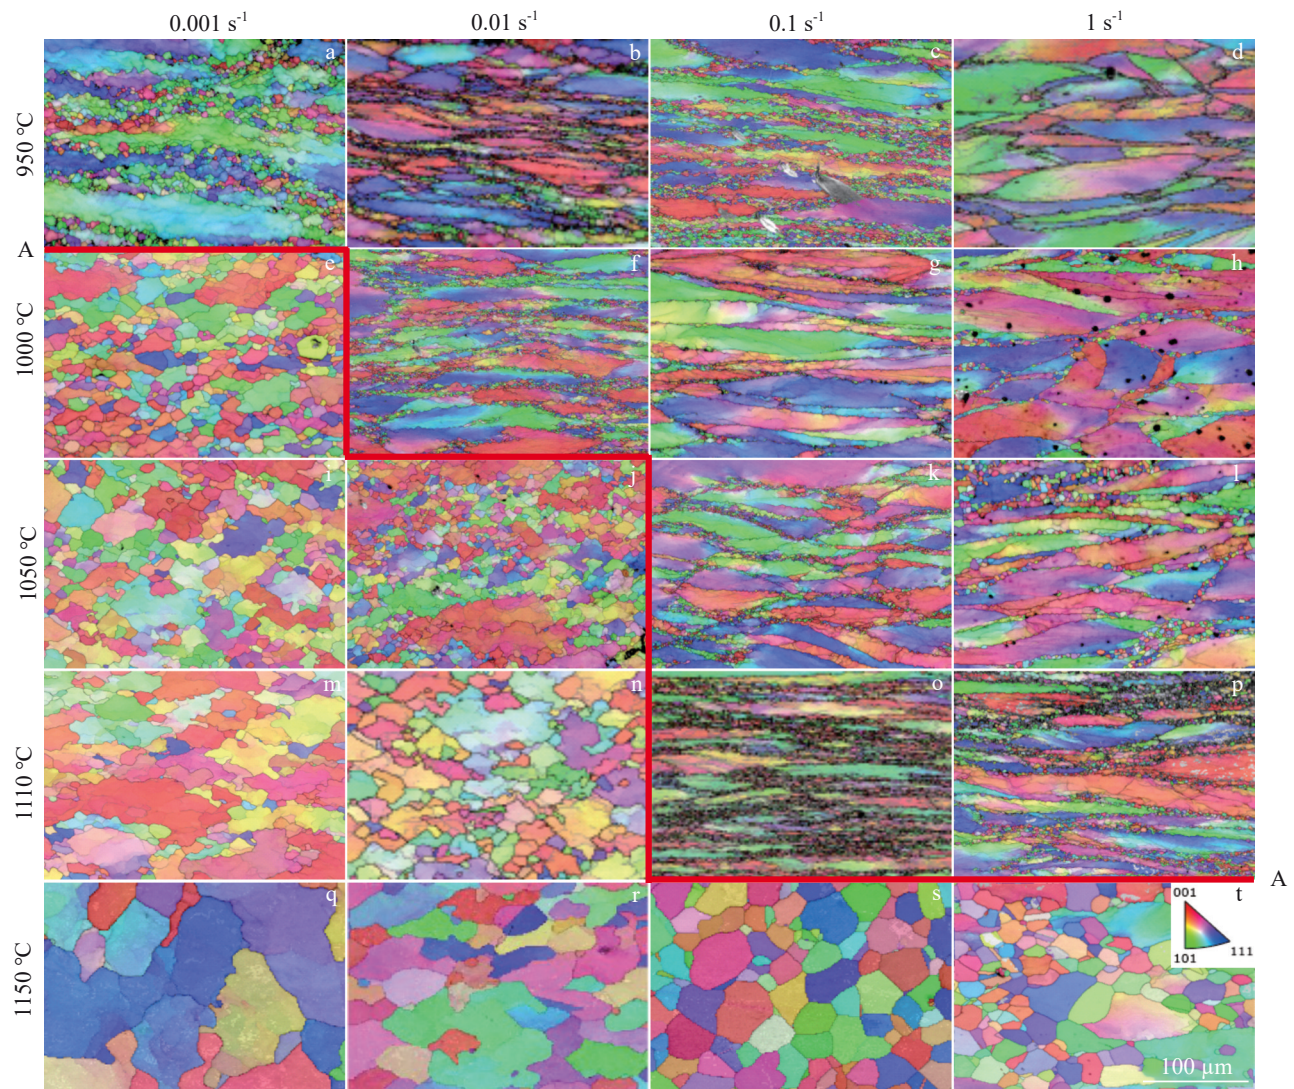 0.001 s⁻¹ 0.01 s⁻¹ 0.1 s⁻¹ 1 s⁻¹
950 °C a b c d
A
1000 °C e f g h
1050 °C i j k l
1110 °C m n o p
A
1150 °C q r s t
001
101 111
100 μm